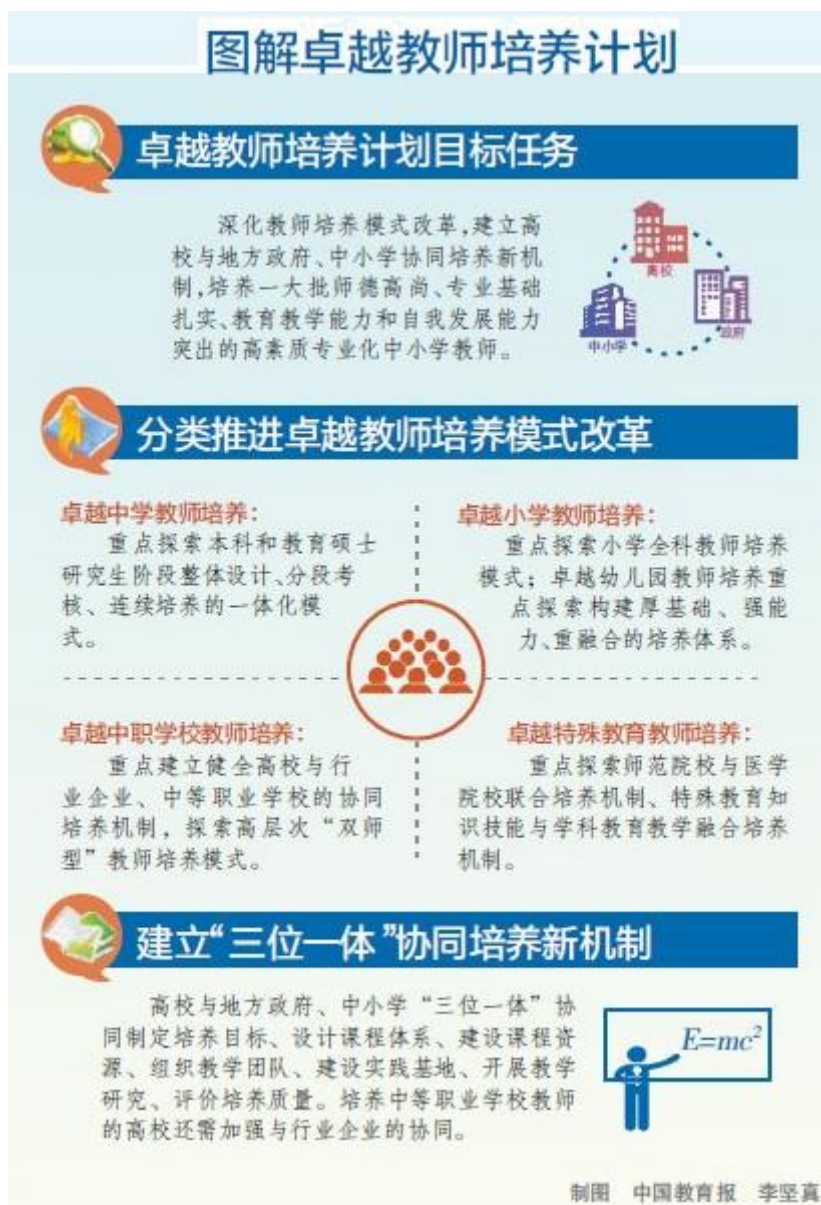 图解卓越教师培养计划
卓越教师培养计划目标任务
深化教师培养模式改革,建立高
校与地方政府、中小学协同培养新机
制,培养一大批师德高尚、专业基础
扎实、教育教学能力和自我发展能力
突出的高素质专业化中小学教师。
高校
政府
中小学
分类推进卓越教师培养模式改革
卓越中学教师培养:
重点探索本科和教育硕士
研究生阶段整体设计、分段考
核、连续培养的一体化模
式。
卓越小学教师培养:
重点探索小学全科教师培养
模式;卓越幼儿园教师培养重
点探索构建厚基础、强能
力、重融合的培养体系。
卓越中职学校教师培养:
重点建立健全高校与行
业企业、中等职业学校的协同
培养机制,探索高层次“双师
型”教师培养模式。
卓越特殊教育教师培养:
重点探索师范院校与医学
院校联合培养机制、特殊教育知
识技能与学科教育教学融合培养
机制。
建立“三位一体”协同培养新机制
高校与地方政府、中小学“三位一体”协
同制定培养目标、设计课程体系、建设课程资
源、组织教学团队、建设实践基地、开展教学
研究、评价培养质量。培养中等职业学校教师
的高校还需加强与行业企业的协同。
E=mc²
制图 中国教育报 李坚真